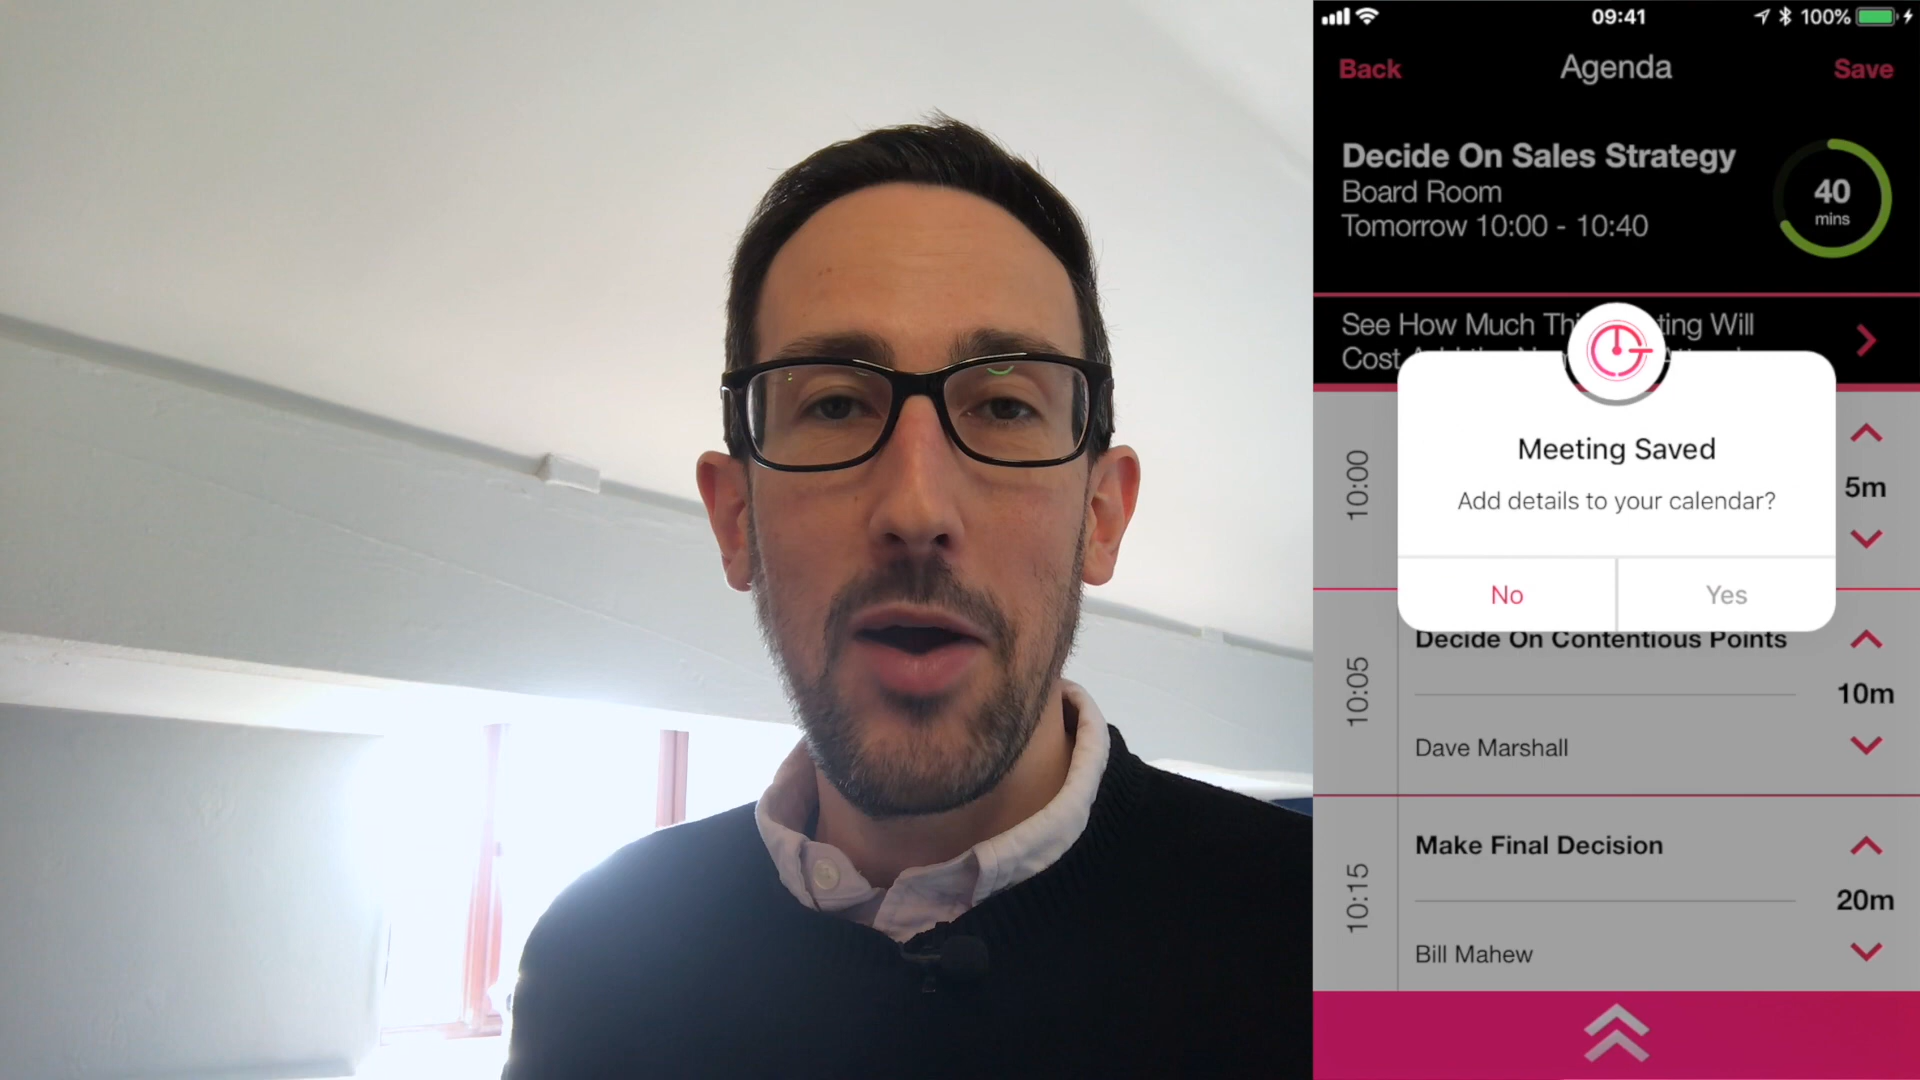 09:41
100%
Back
Agenda
Save
Decide On Sales Strategy
Board Room
Tomorrow 10:00 - 10:40
40
mins
See How Much Th
ting Will
Cost
Meeting Saved
Add details to your calendar?
No
Yes
10:00
5m
Decide On Contentious Points
10:05
10m
Dave Marshall
Make Final Decision
10:15
20m
Bill Mahew